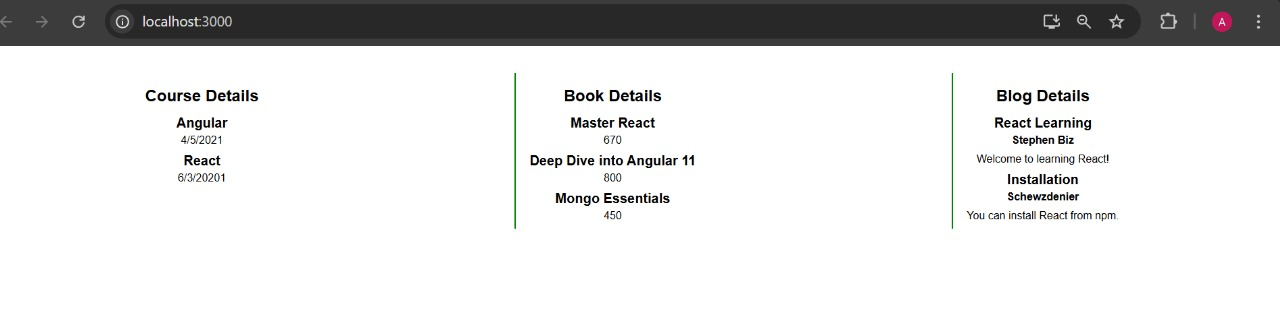 localhost:3000
A
Course Details
Angular
4/5/2021
React
6/3/20201
Book Details
Master React
670
Deep Dive into Angular 11
800
Mongo Essentials
450
Blog Details
React Learning
Stephen Biz
Welcome to learning React!
Installation
Schewzdenier
You can install React from npm.